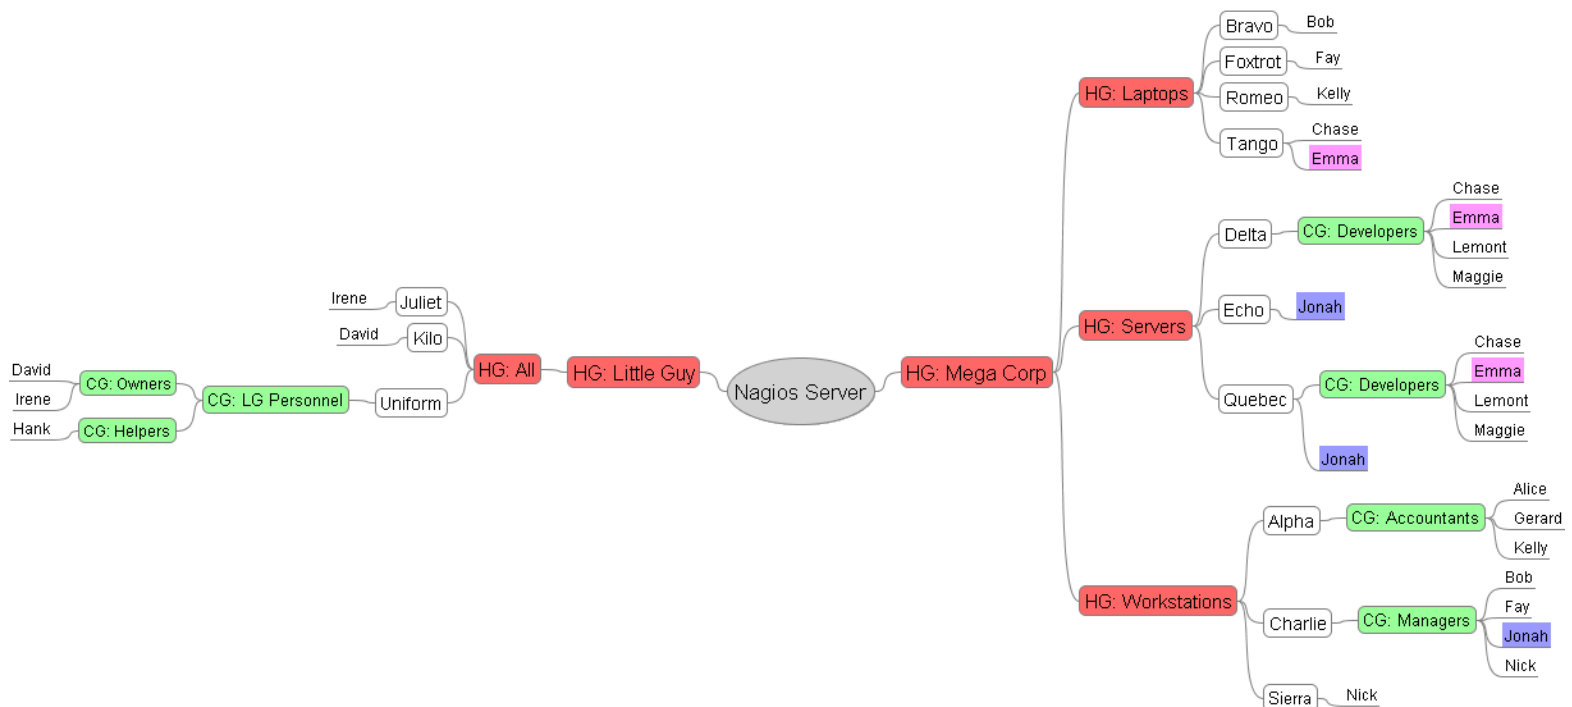 Nagios Server
HG: Little Guy
HG: All
Juliet
Irene
Kilo
David
Uniform
CG: LG Personnel
CG: Owners
David
Irene
CG: Helpers
Hank
HG: Mega Corp
HG: Laptops
Bravo
Bob
Foxtrot
Fay
Romeo
Kelly
Tango
Chase
Emma
HG: Servers
Delta
CG: Developers
Chase
Emma
Lemont
Maggie
Echo
Jonah
Quebec
CG: Developers
Chase
Emma
Lemont
Maggie
Jonah
HG: Workstations
Alpha
CG: Accountants
Alice
Gerard
Kelly
Charlie
CG: Managers
Bob
Fay
Jonah
Nick
Sierra
Nick